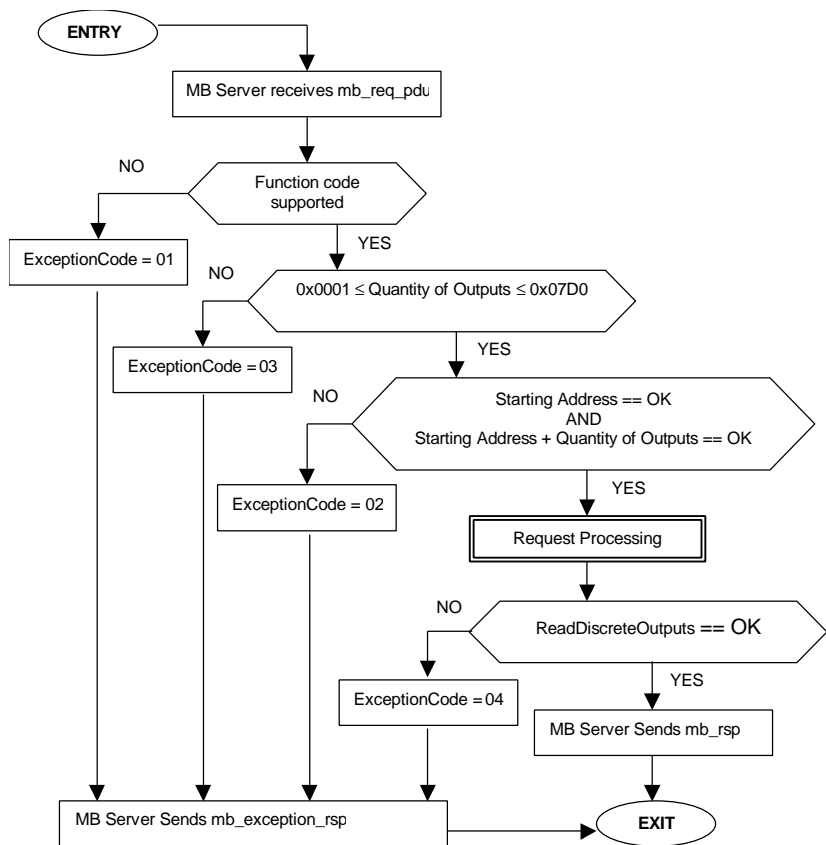 ENTRY
MB Server receives mb_req_pdu
NO
Function code
supported
YES
ExceptionCode = 01
NO
0x0001 ≤ Quantity of Outputs ≤ 0x07D0
YES
ExceptionCode = 03
NO
Starting Address == OK
AND
Starting Address + Quantity of Outputs == OK
YES
ExceptionCode = 02
Request Processing
NO
ReadDiscreteOutputs == OK
YES
ExceptionCode = 04
MB Server Sends mb_rsp
MB Server Sends mb_exception_rsp
EXIT